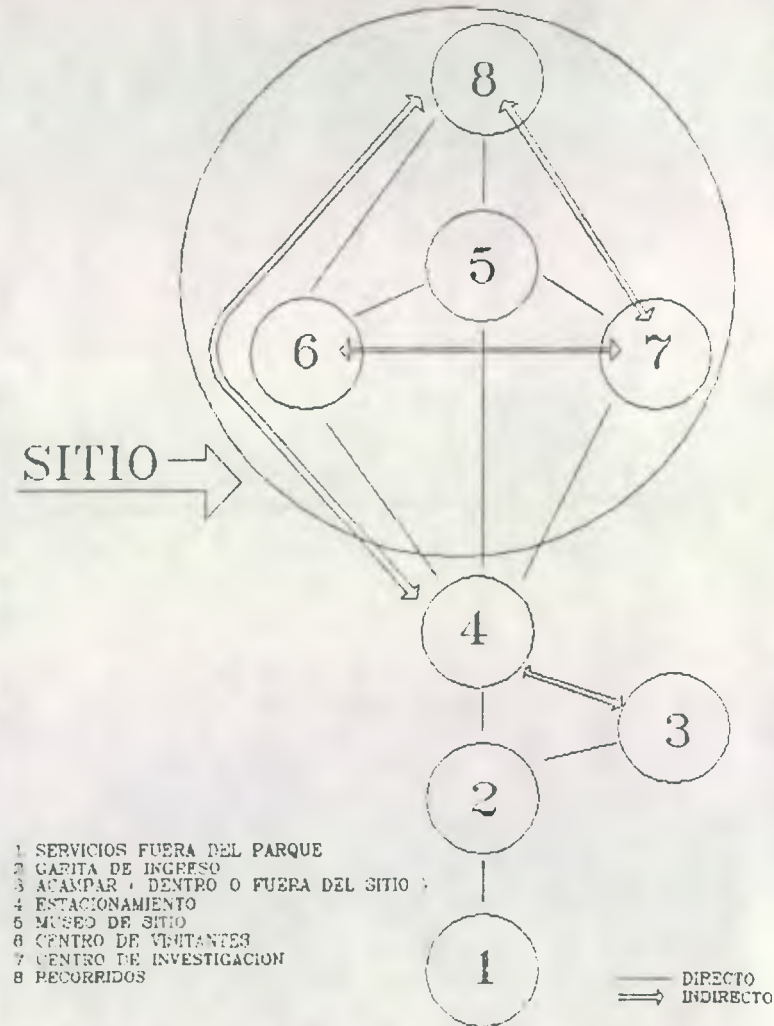 8
5
6
7
SITIO
4
3
2
1
1 SERVICIOS FUERA DEL PARQUE
2 GARITA DE INGRESO
3 ACAMPAR ( DENTRO O FUERA DEL SITIO )
4 ESTACIONAMIENTO
5 MUSEO DE SITIO
6 CENTRO DE VISITANTES
7 CENTRO DE INVESTIGACION
8 RECORRIDOS
DIRECTO
INDIRECTO